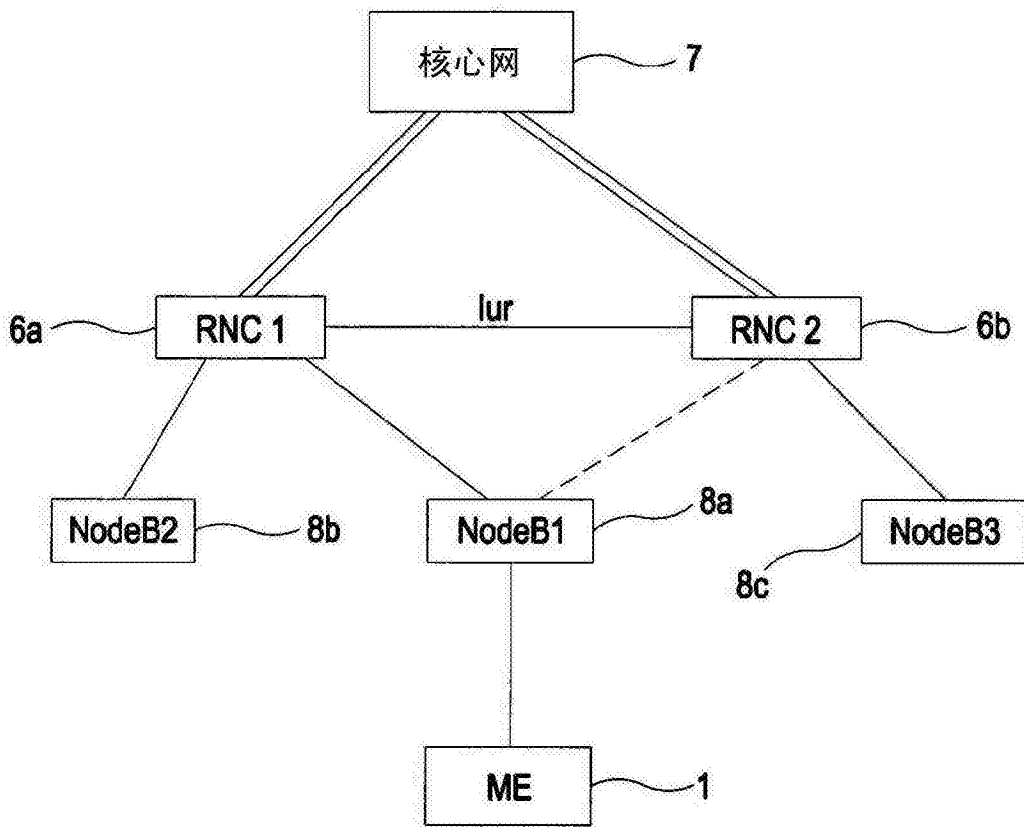 核心网
7
Iur
6a
RNC 1
RNC 2
6b
NodeB2
8b
NodeB1
8a
NodeB3
8c
ME
1